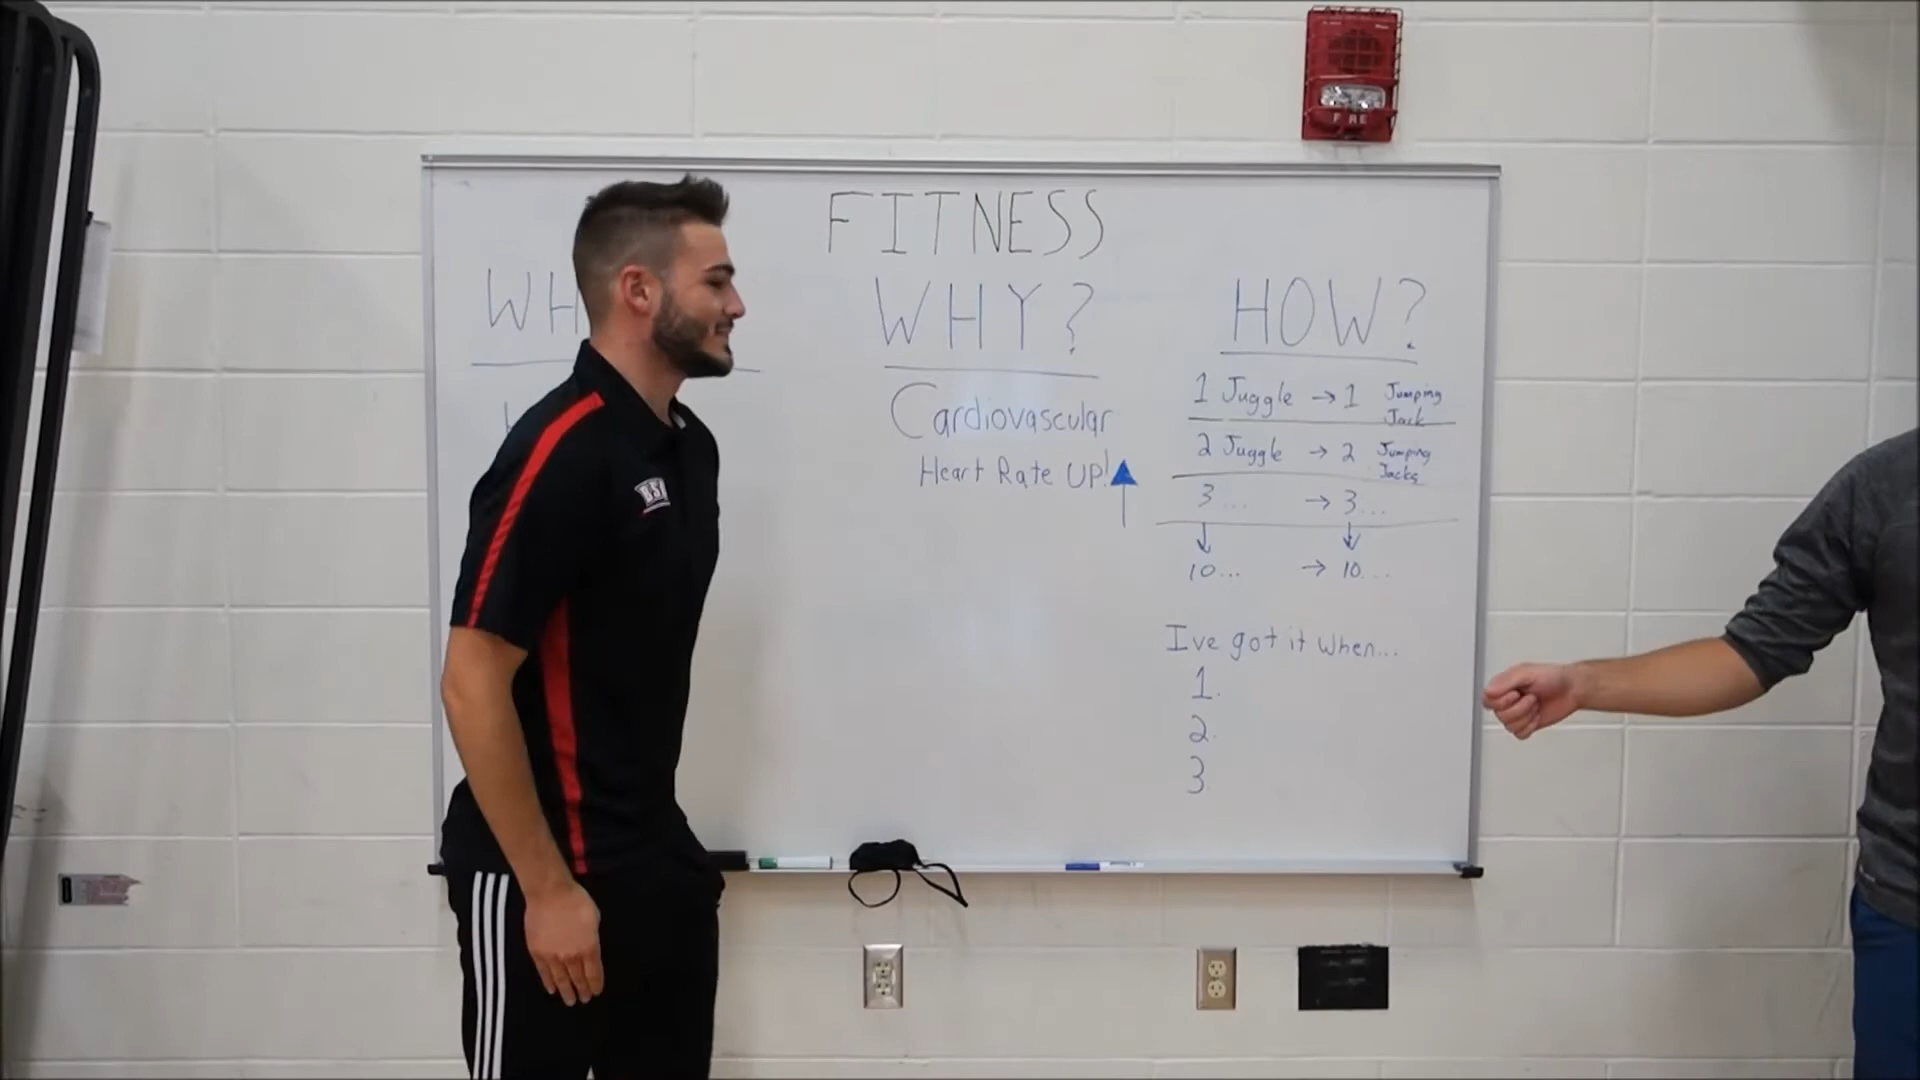 FIRE
FITNESS
WH
WHY?
HOW?
Cardiovascular
Heart Rate UP!
1 Juggle → 1 Jumping Jack
2 Juggle → 2 Jumping Jacks
3... → 3...
↓ ↓
10... → 10...
I've got it when...
1.
2.
3